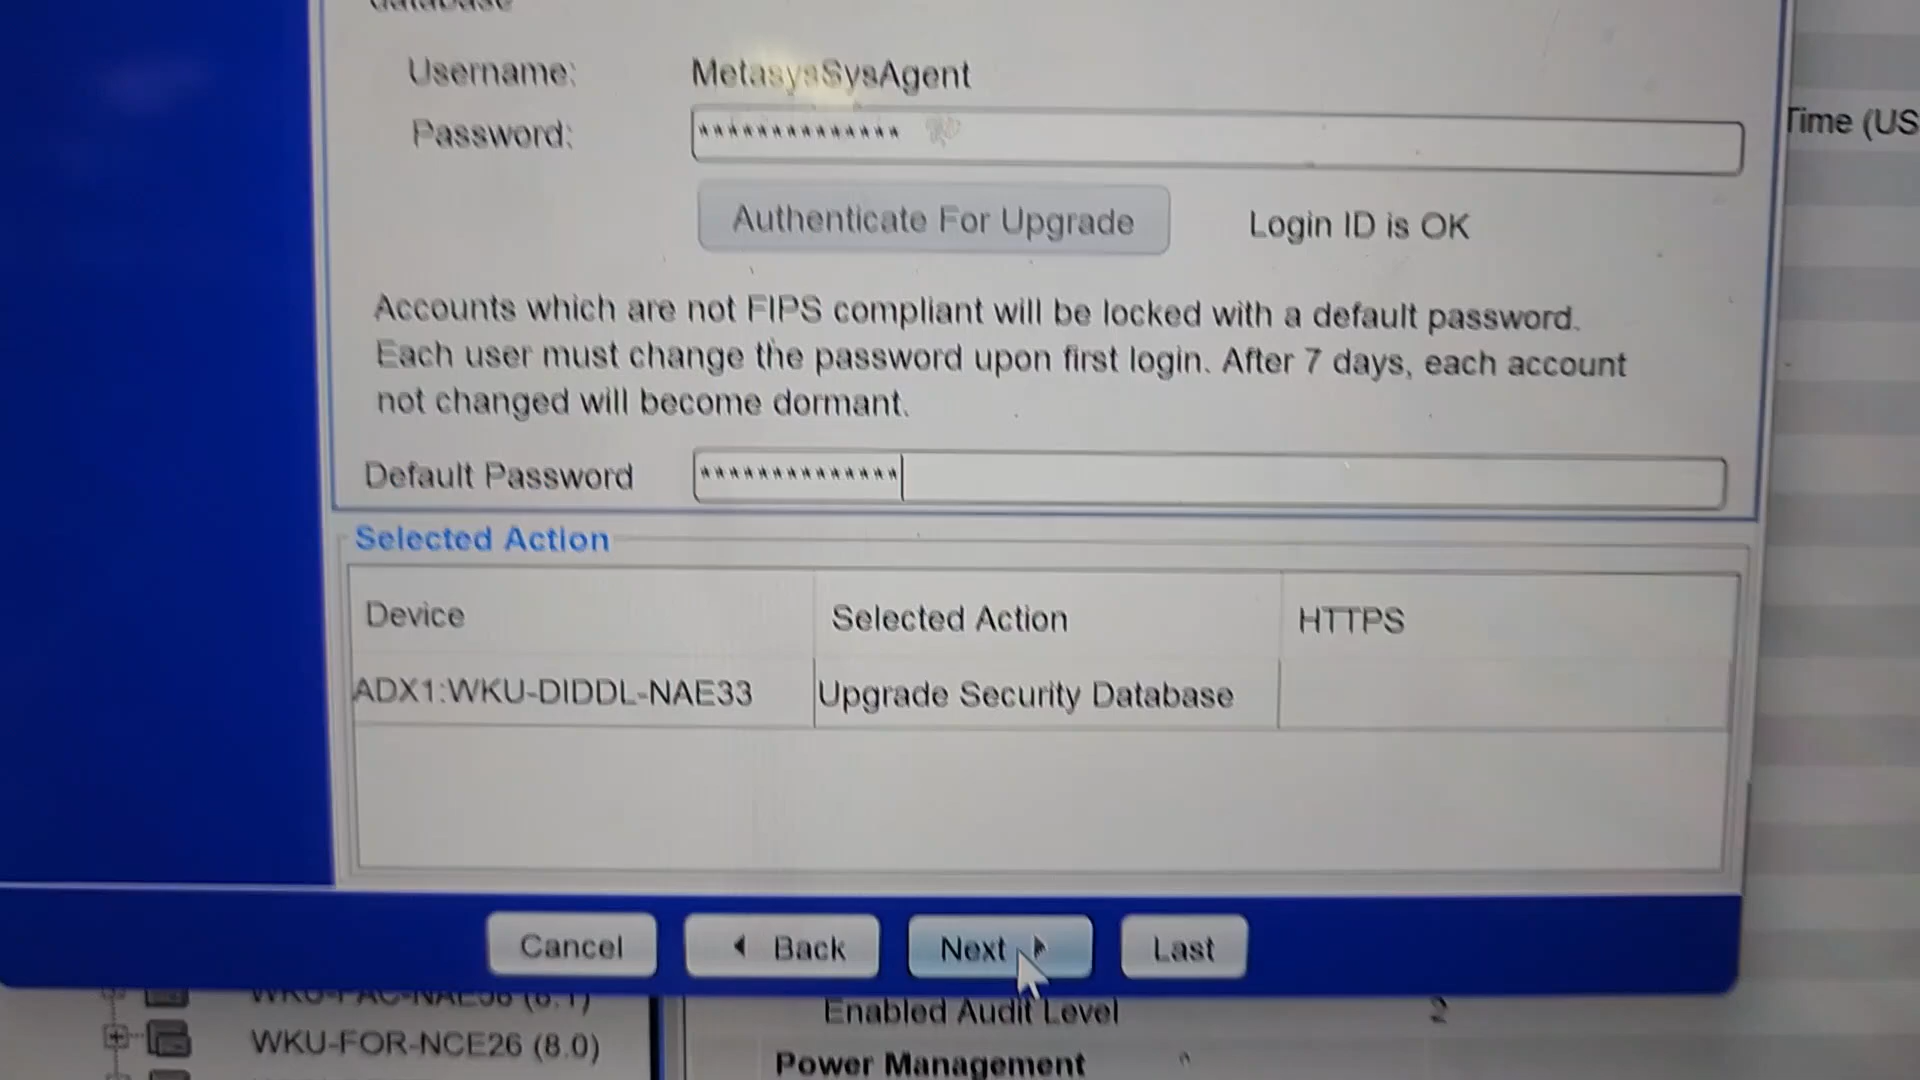 database
Username: MetasysSysAgent
Password: **************
Time (US
Authenticate For Upgrade Login ID is OK
Accounts which are not FIPS compliant will be locked with a default password.
Each user must change the password upon first login. After 7 days, each account
not changed will become dormant.
Default Password **************
Selected Action
Device Selected Action HTTPS
ADX1:WKU-DIDDL-NAE33 Upgrade Security Database
Cancel Back Next Last
Enabled Audit Level 2
WKU-FOR-NCE26 (8.0)
Power Management